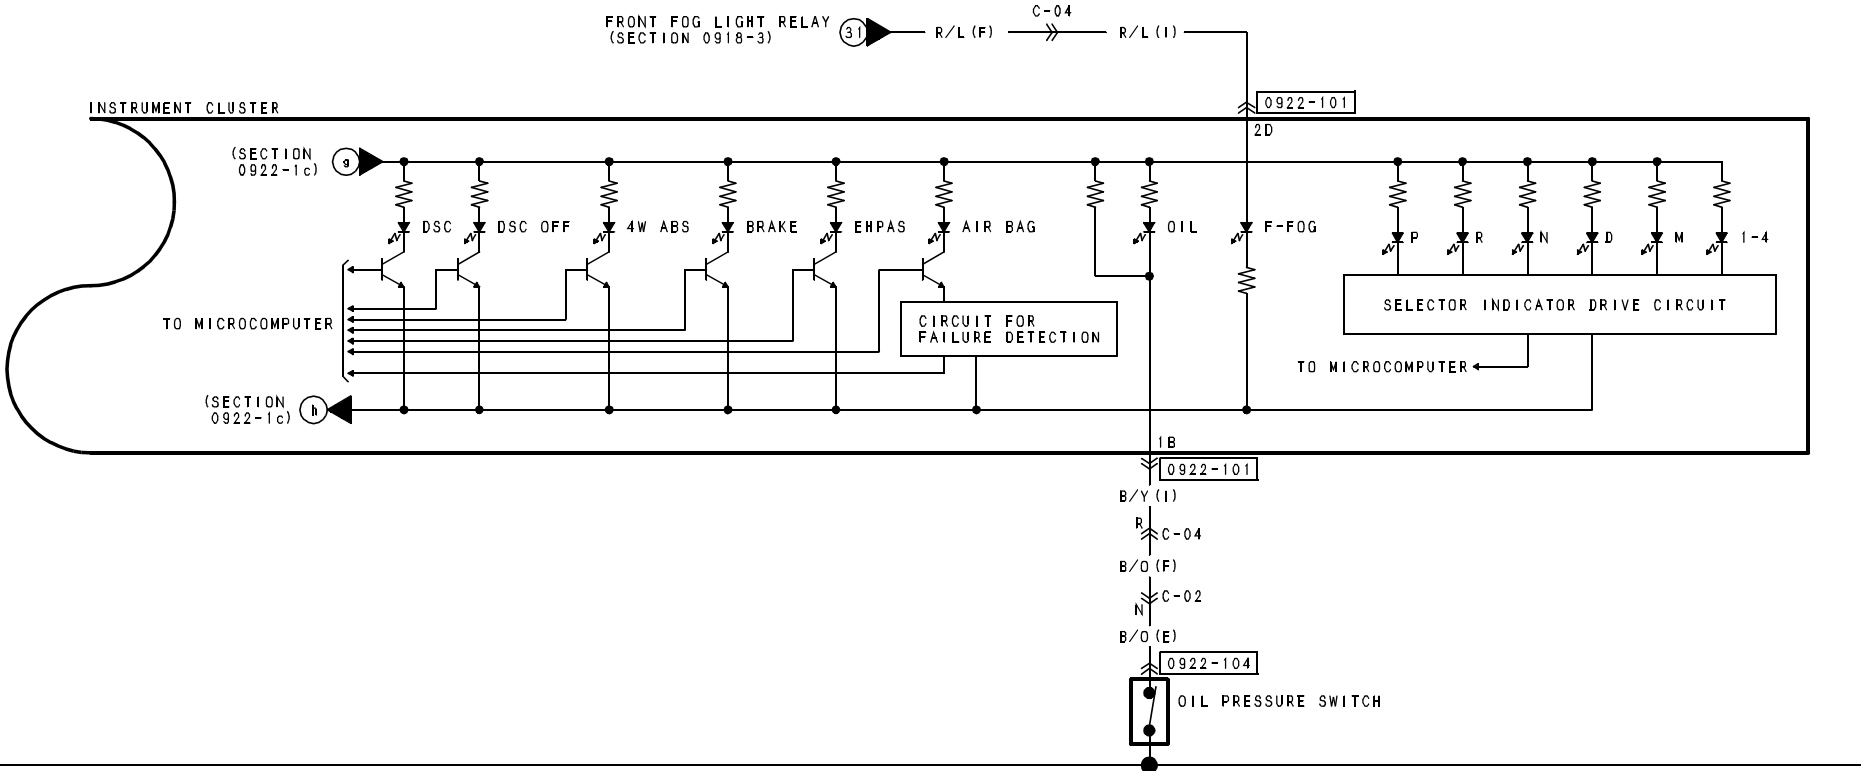 C-04
FRONT FOG LIGHT RELAY
(SECTION 0918-3)
31
R/L(F)
R/L(I)
INSTRUMENT CLUSTER
0922-101
2D
(SECTION
0922-1c)
g
DSC
DSC OFF
4W ABS
BRAKE
EHPAS
AIR BAG
OIL
F-FOG
P
R
N
D
M
1-4
TO MICROCOMPUTER
CIRCUIT FOR
FAILURE DETECTION
SELECTOR INDICATOR DRIVE CIRCUIT
TO MICROCOMPUTER
(SECTION
0922-1c)
h
1B
0922-101
B/Y(I)
R
C-04
B/O(F)
C-02
N
B/O(E)
0922-104
OIL PRESSURE SWITCH